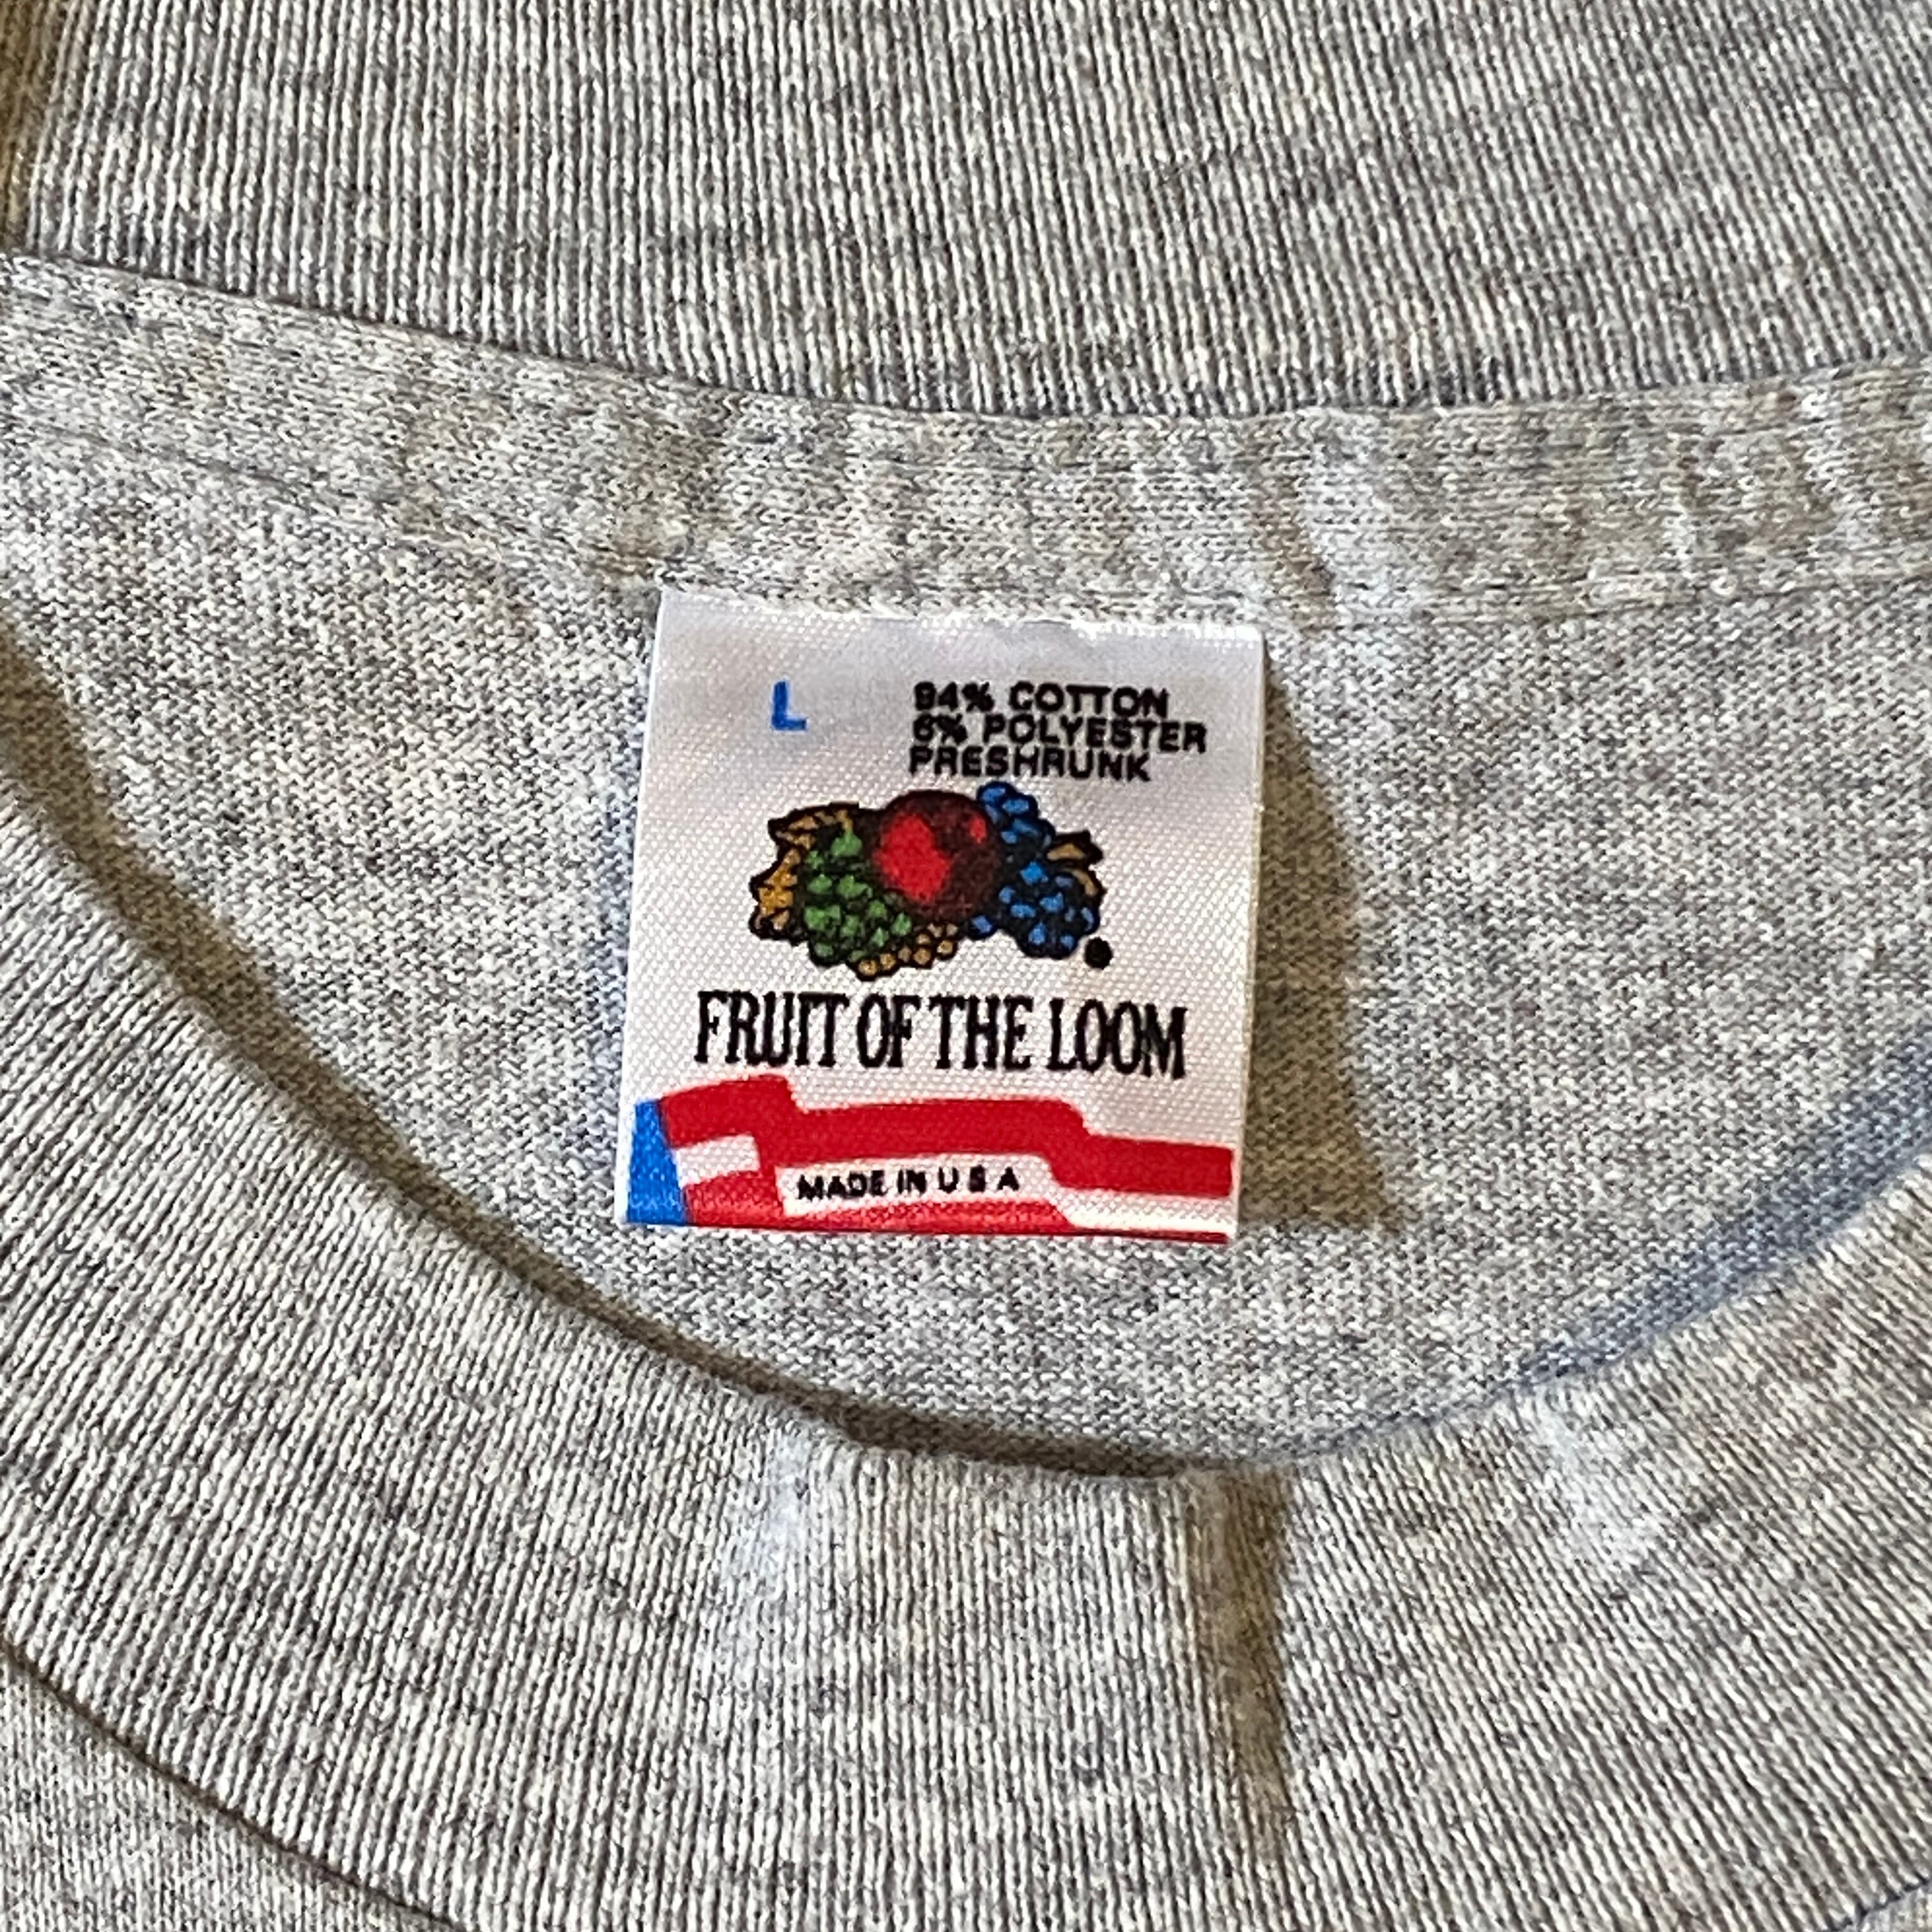 L
94% COTTON
6% POLYESTER
PRESHRUNK
FRUIT OF THE LOOM
MADE IN U S A